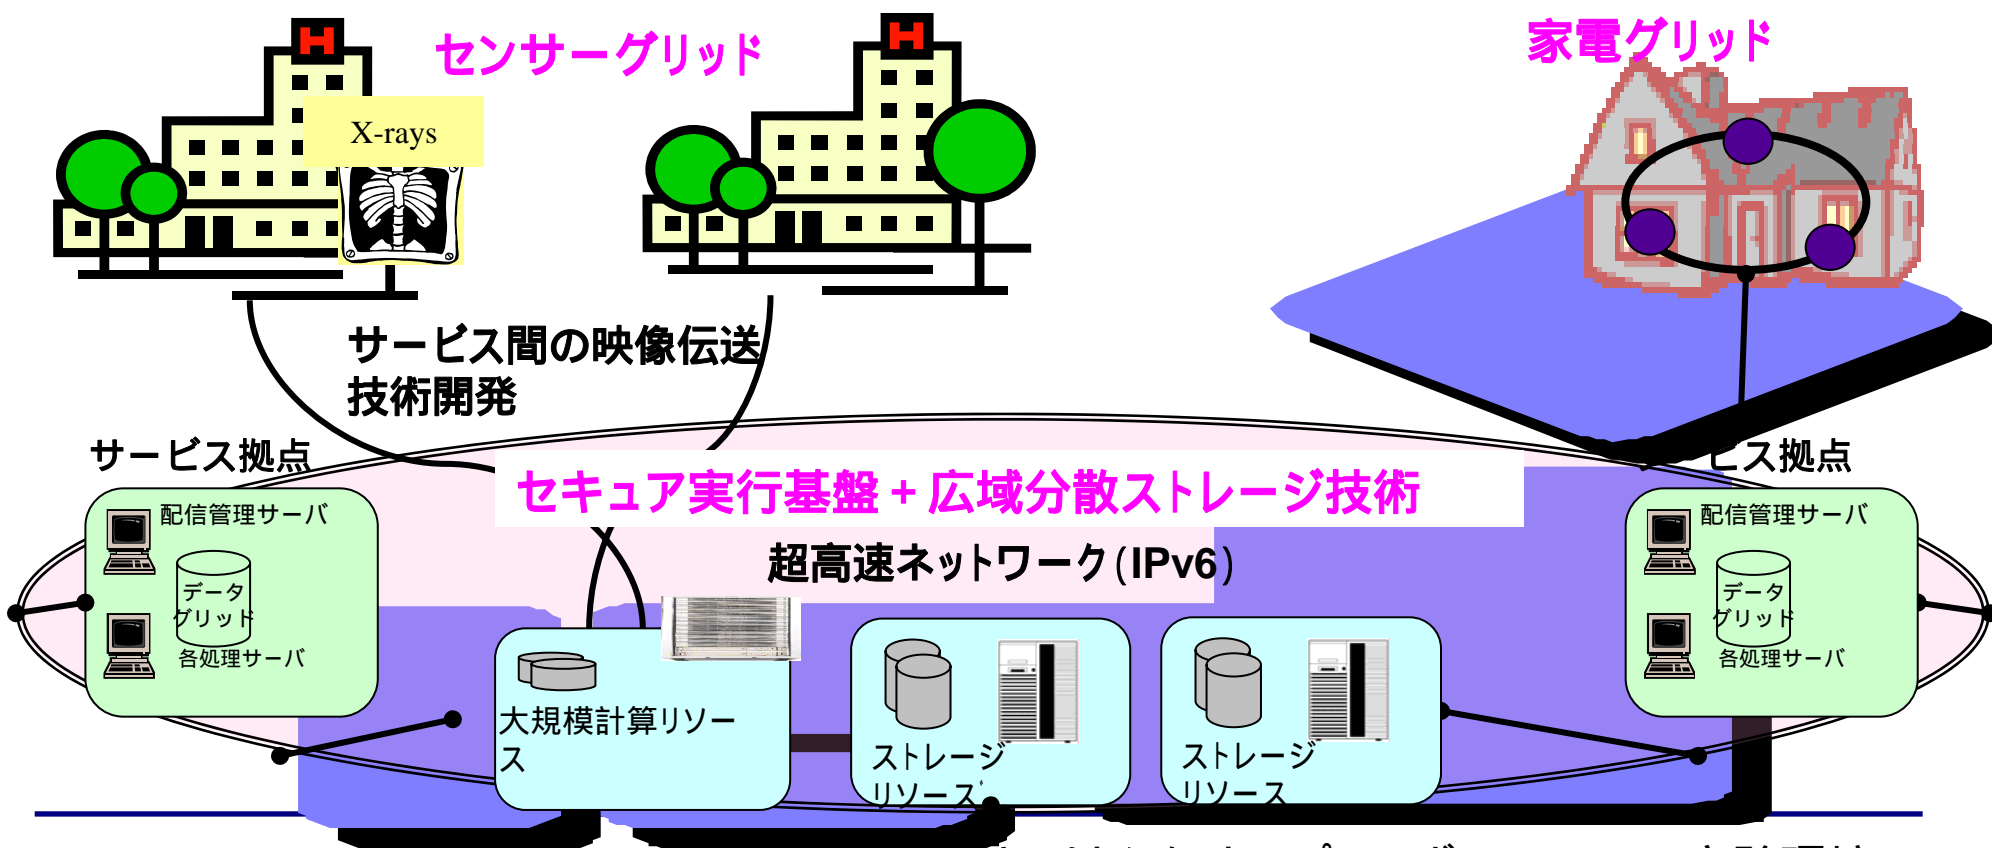 センサーグリッド
家電グリッド
X-rays
サービス間の映像伝送
技術開発
サービス拠点
ビス拠点
セキュア実行基盤 + 広域分散ストレージ技術
超高速ネットワーク(IPv6)
配信管理サーバ
データ
グリッド
各処理サーバ
配信管理サーバ
データ
グリッド
各処理サーバ
大規模計算リソー
ス
ストレージ
リソース
ストレージ
リソース